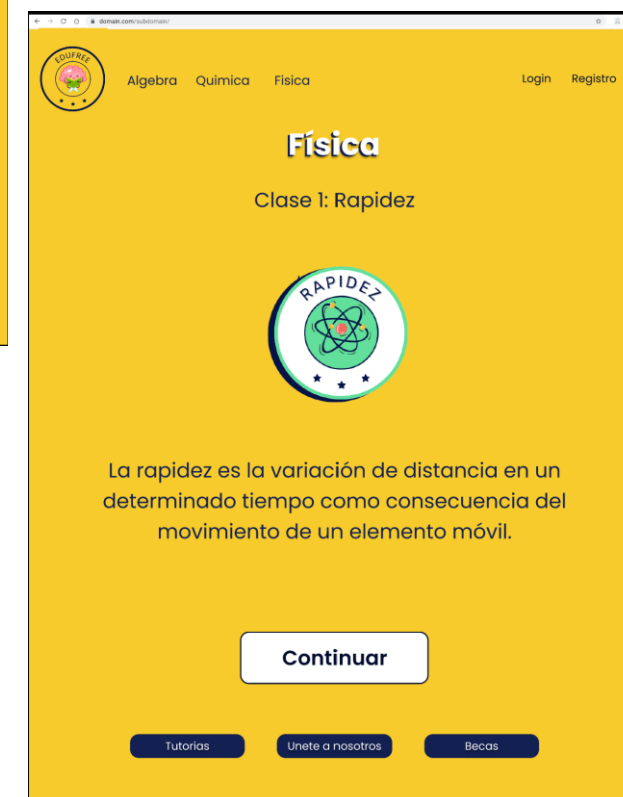 domain.com/subdomain/
EDUFREE
Algebra Quimica Fisica
Login Registro
Física
Clase 1: Rapidez
RAPIDEZ
La rapidez es la variación de distancia en un
determinado tiempo como consecuencia del
movimiento de un elemento móvil.
Continuar
Tutorias Unete a nosotros Becas